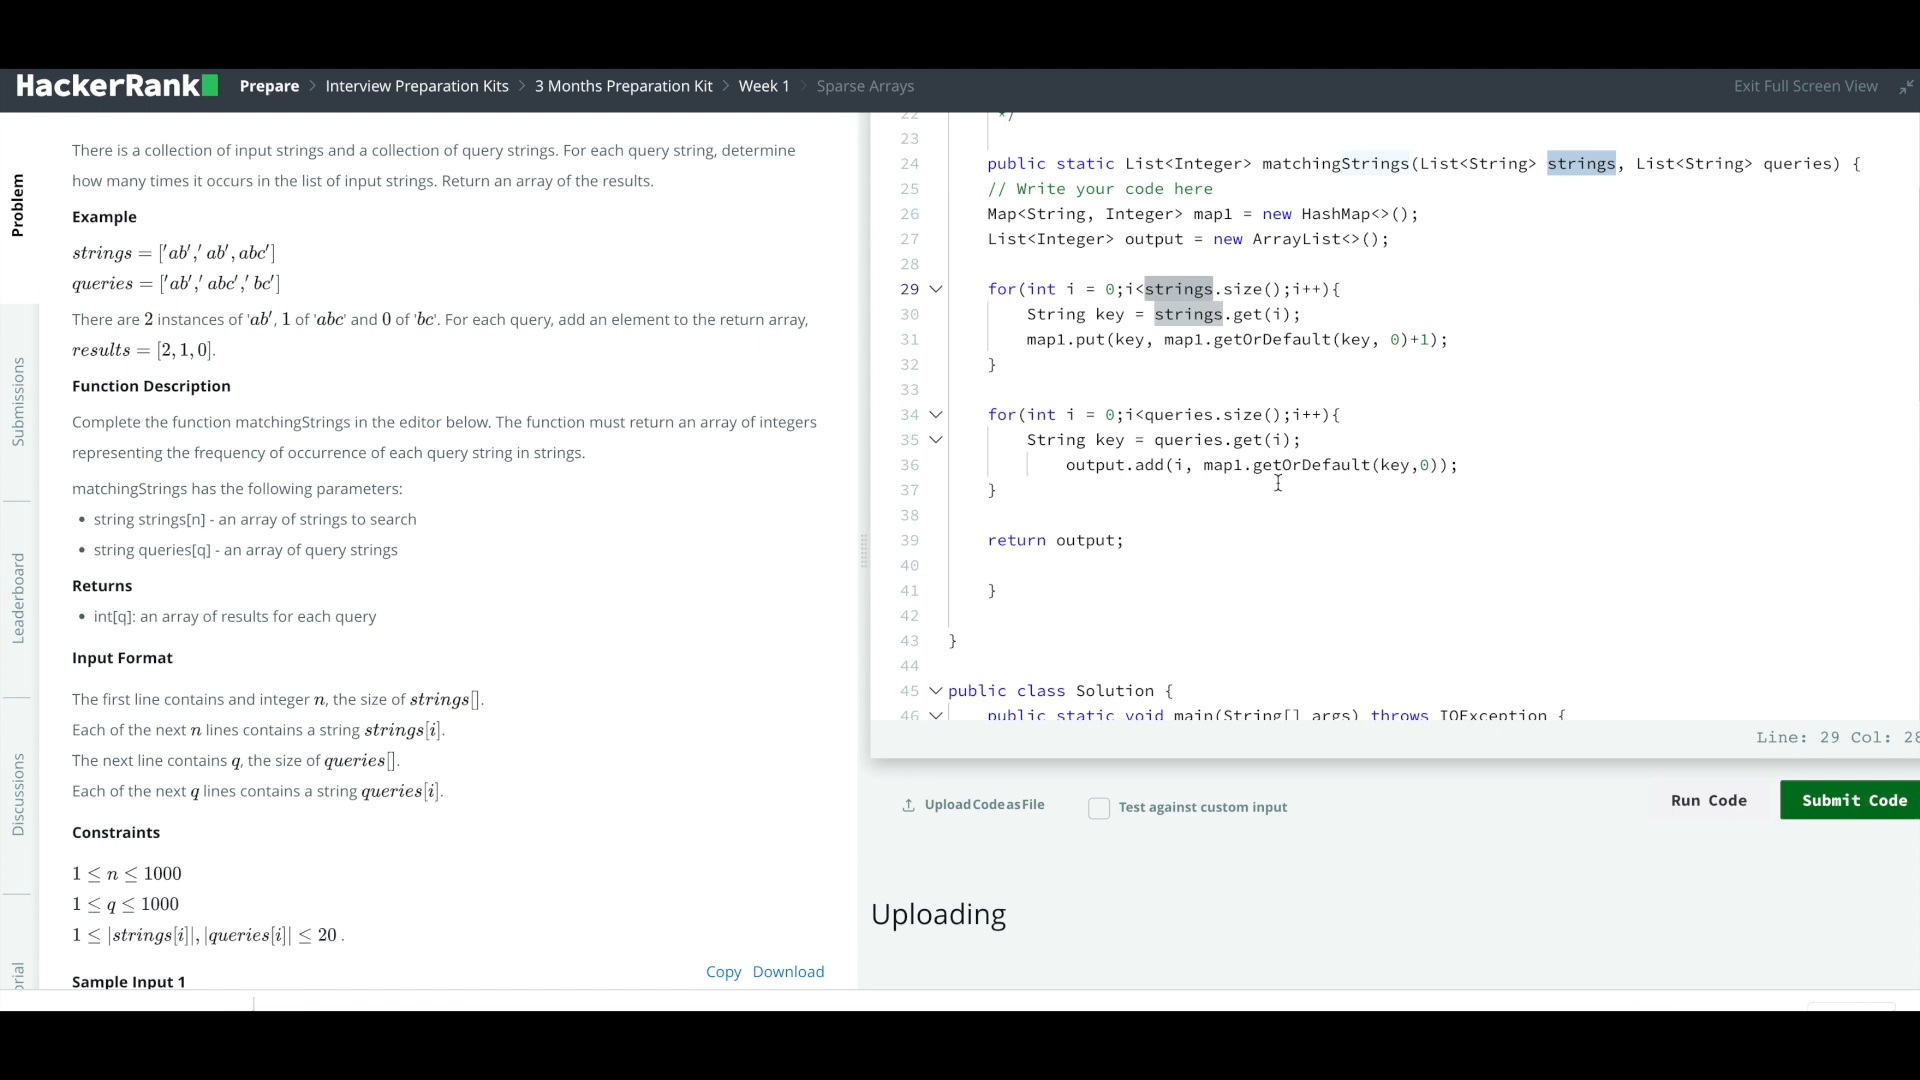 HackerRank Prepare > Interview Preparation Kits > 3 Months Preparation Kit > Week 1 > Sparse Arrays Exit Full Screen View
Problem
Submissions
Leaderboard
Discussions
There is a collection of input strings and a collection of query strings. For each query string, determine
how many times it occurs in the list of input strings. Return an array of the results.
Example
strings = ['ab',' ab', abc']
queries = ['ab',' abc',' bc']
There are 2 instances of 'ab', 1 of 'abc' and 0 of 'bc'. For each query, add an element to the return array,
results = [2, 1, 0].
Function Description
Complete the function matchingStrings in the editor below. The function must return an array of integers
representing the frequency of occurrence of each query string in strings.
matchingStrings has the following parameters:
• string strings[n] - an array of strings to search
• string queries[q] - an array of query strings
Returns
• int[q]: an array of results for each query
Input Format
The first line contains and integer n, the size of strings[].
Each of the next n lines contains a string strings[i].
The next line contains q, the size of queries[].
Each of the next q lines contains a string queries[i].
Constraints
1 ≤ n ≤ 1000
1 ≤ q ≤ 1000
1 ≤ |strings[i]|, |queries[i]| ≤ 20 .
Sample Input 1
Copy Download
22 */
23
24 public static List<Integer> matchingStrings(List<String> strings, List<String> queries) {
25 // Write your code here
26 Map<String, Integer> map1 = new HashMap<>();
27 List<Integer> output = new ArrayList<>();
28
29 for(int i = 0;i<strings.size();i++){
30 String key = strings.get(i);
31 map1.put(key, map1.getOrDefault(key, 0)+1);
32 }
33
34 for(int i = 0;i<queries.size();i++){
35 String key = queries.get(i);
36 output.add(i, map1.getOrDefault(key,0));
37 }
38
39 return output;
40
41 }
42
43 }
44
45 public class Solution {
46 public static void main(String[] args) throws IOException {
Line: 29 Col: 28
Upload Code as File
Test against custom input
Run Code
Submit Code
Uploading